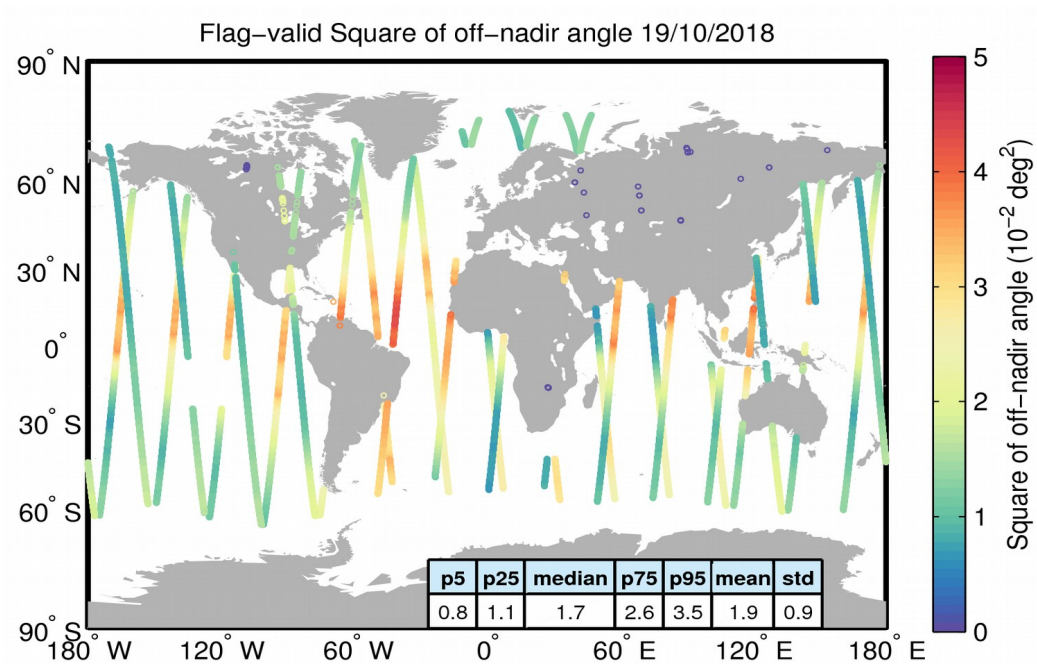 Flag−valid Square of off−nadir angle 19/10/2018
90° N
60° N
30° N
0°
30° S
60° S
90° S
180° W
120° W
60° W
0°
60° E
120° E
180° E
p5 p25 median p75 p95 mean std
0.8 1.1 1.7 2.6 3.5 1.9 0.9
5
4
3
2
1
0
Square of off−nadir angle (10⁻² deg²)